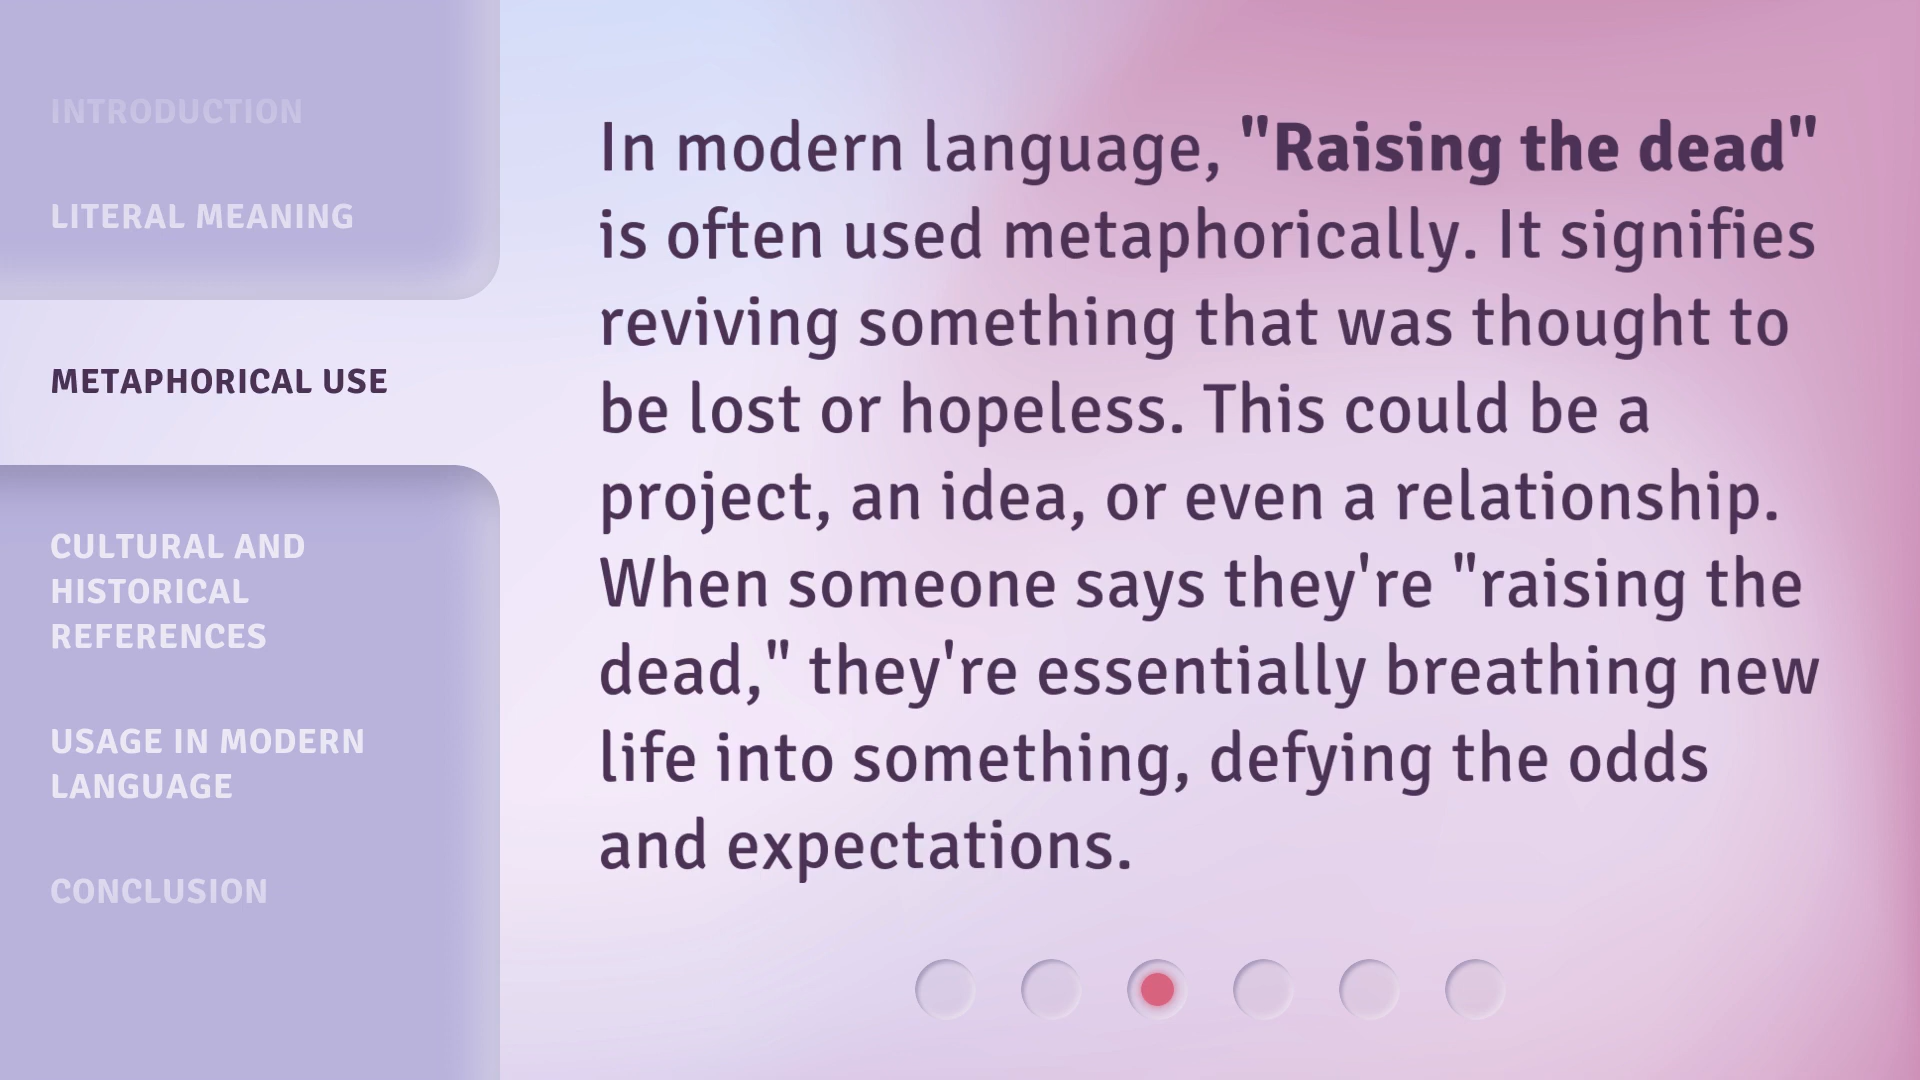 INTRODUCTION
LITERAL MEANING
METAPHORICAL USE
CULTURAL AND
HISTORICAL
REFERENCES
USAGE IN MODERN
LANGUAGE
CONCLUSION
In modern language, "Raising the dead"
is often used metaphorically. It signifies
reviving something that was thought to
be lost or hopeless. This could be a
project, an idea, or even a relationship.
When someone says they're "raising the
dead," they're essentially breathing new
life into something, defying the odds
and expectations.